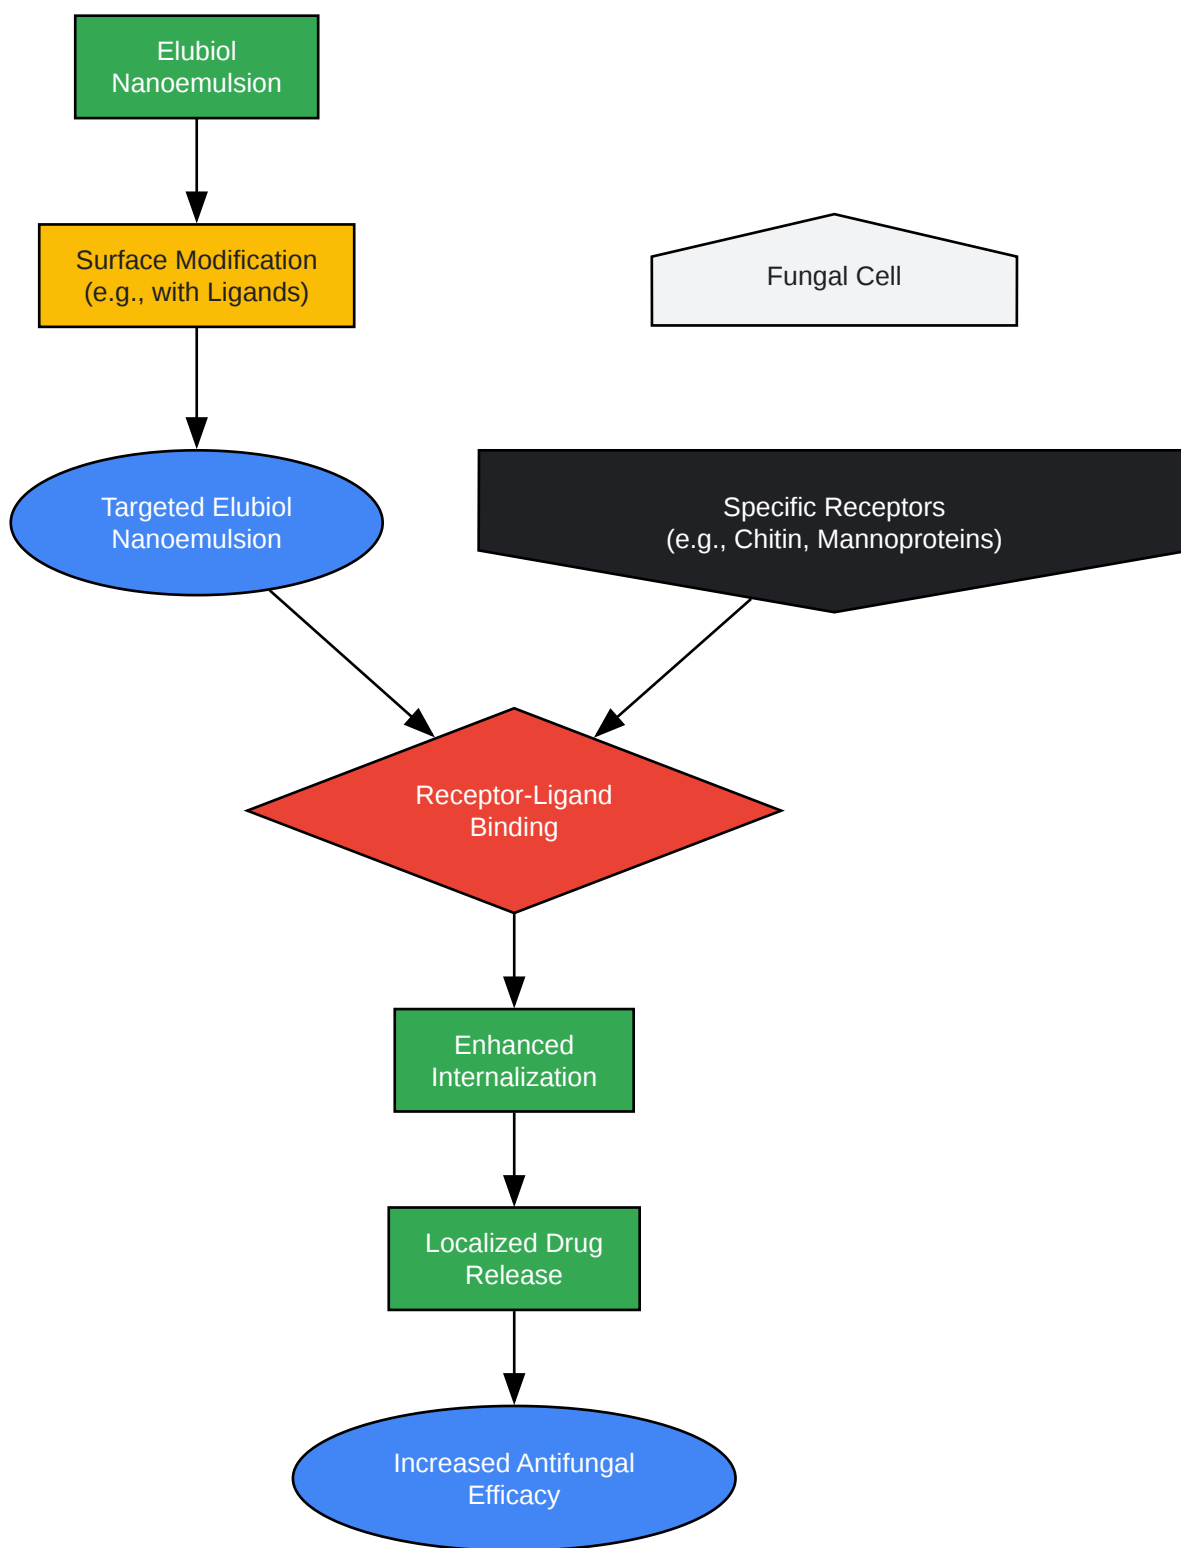 Elubiol
Nanoemulsion
Surface Modification
(e.g., with Ligands)
Fungal Cell
Targeted Elubiol
Nanoemulsion
Specific Receptors
(e.g., Chitin, Mannoproteins)
Receptor-Ligand
Binding
Enhanced
Internalization
Localized Drug
Release
Increased Antifungal
Efficacy